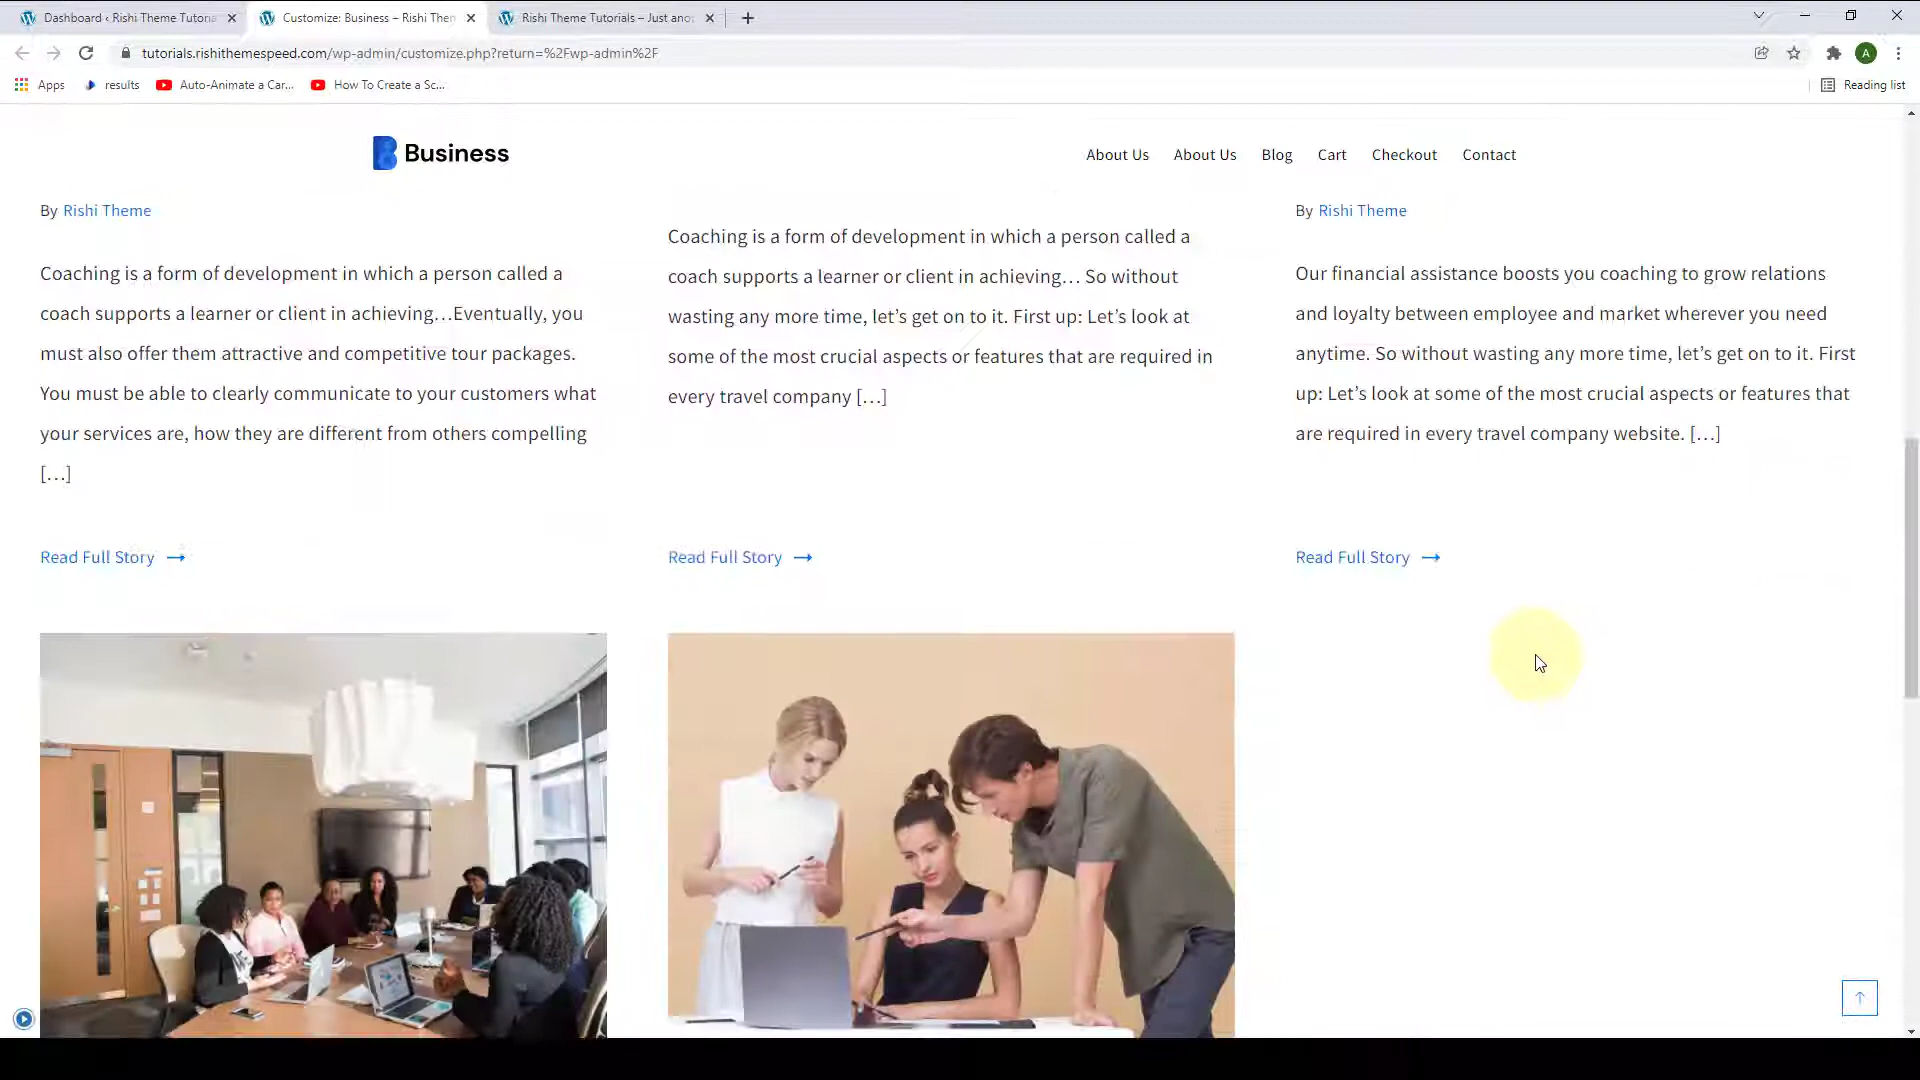 Dashboard ‹ Rishi Theme Tutoria
Customize: Business – Rishi Then
Rishi Theme Tutorials – Just ano
tutorials.rishithemespeed.com/wp-admin/customize.php?return=%2Fwp-admin%2F
A
Apps
results
Auto-Animate a Car...
How To Create a Sc...
Reading list
Business
About Us
About Us
Blog
Cart
Checkout
Contact
By Rishi Theme
Coaching is a form of development in which a person called a
coach supports a learner or client in achieving…Eventually, you
must also offer them attractive and competitive tour packages.
You must be able to clearly communicate to your customers what
your services are, how they are different from others compelling
[…]
Read Full Story →
Coaching is a form of development in which a person called a
coach supports a learner or client in achieving… So without
wasting any more time, let’s get on to it. First up: Let’s look at
some of the most crucial aspects or features that are required in
every travel company […]
Read Full Story →
By Rishi Theme
Our financial assistance boosts you coaching to grow relations
and loyalty between employee and market wherever you need
anytime. So without wasting any more time, let’s get on to it. First
up: Let’s look at some of the most crucial aspects or features that
are required in every travel company website. […]
Read Full Story →